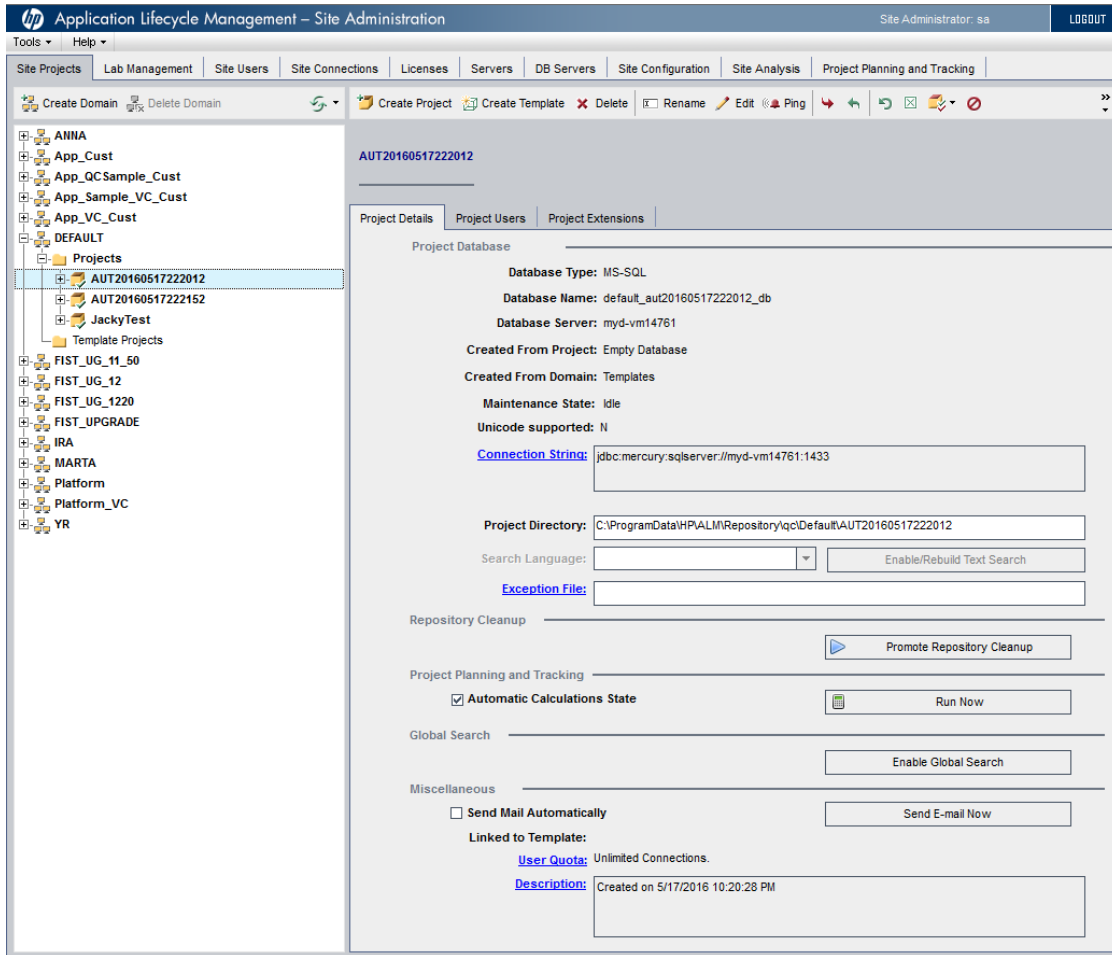 hp Application Lifecycle Management – Site Administration Site Administrator: sa LOGOUT
Tools Help
Site Projects Lab Management Site Users Site Connections Licenses Servers DB Servers Site Configuration Site Analysis Project Planning and Tracking
Create Domain Delete Domain
Create Project Create Template Delete Rename Edit Ping »
ANNA
App_Cust
App_QCSample_Cust
App_Sample_VC_Cust
App_VC_Cust
DEFAULT
Projects
AUT20160517222012
AUT20160517222152
JackyTest
Template Projects
FIST_UG_11_50
FIST_UG_12
FIST_UG_1220
FIST_UPGRADE
IRA
MARTA
Platform
Platform_VC
YR
AUT20160517222012
Project Details Project Users Project Extensions
Project Database
Database Type: MS-SQL
Database Name: default_aut20160517222012_db
Database Server: myd-vm14761
Created From Project: Empty Database
Created From Domain: Templates
Maintenance State: Idle
Unicode supported: N
Connection String: jdbc:mercury:sqlserver://myd-vm14761:1433
Project Directory: C:\ProgramData\HP\ALM\Repository\qc\Default\AUT20160517222012
Search Language: Enable/Rebuild Text Search
Exception File:
Repository Cleanup
Promote Repository Cleanup
Project Planning and Tracking
Automatic Calculations State Run Now
Global Search
Enable Global Search
Miscellaneous
Send Mail Automatically Send E-mail Now
Linked to Template:
User Quota: Unlimited Connections.
Description: Created on 5/17/2016 10:20:28 PM